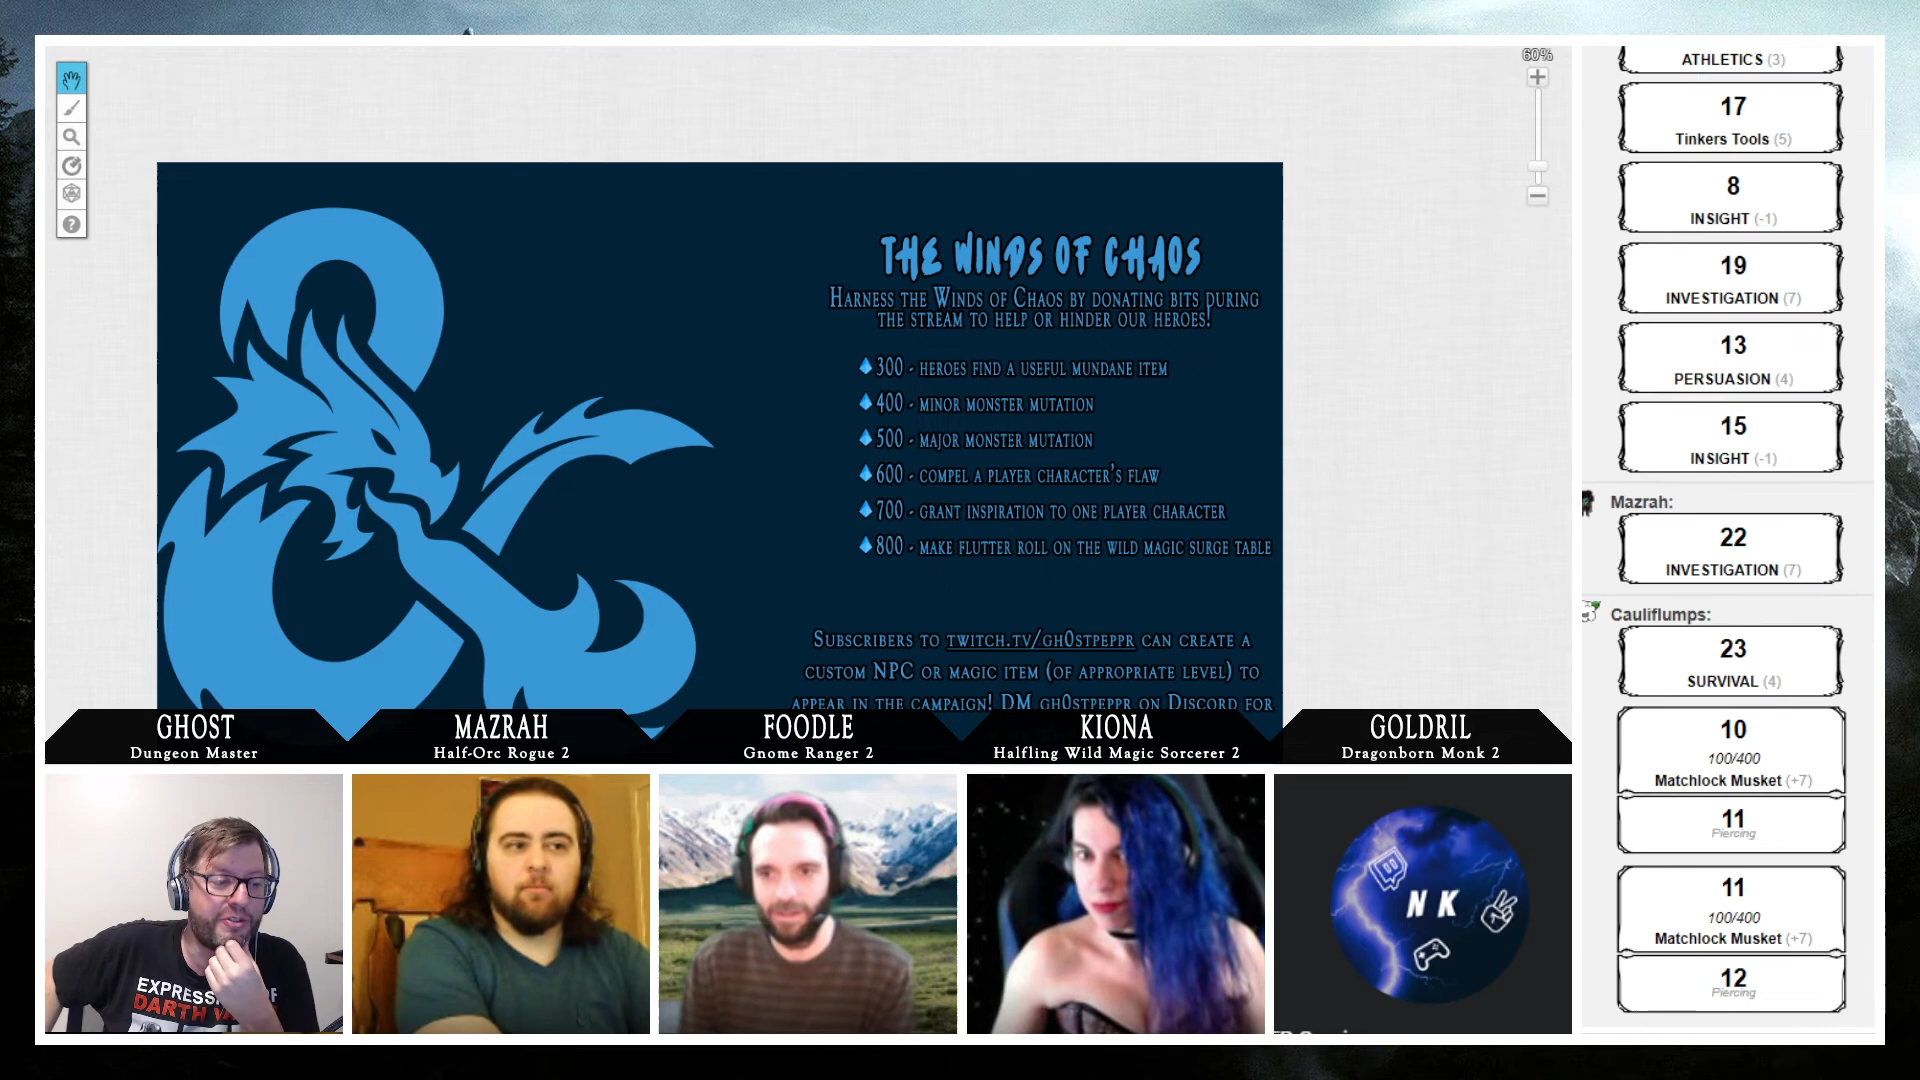 60%
THE WINDS OF CHAOS
HARNESS THE WINDS OF CHAOS BY DONATING BITS DURING
THE STREAM TO HELP OR HINDER OUR HEROES!
300 - HEROES FIND A USEFUL MUNDANE ITEM
400 - MINOR MONSTER MUTATION
500 - MAJOR MONSTER MUTATION
600 - COMPEL A PLAYER CHARACTER'S FLAW
700 - GRANT INSPIRATION TO ONE PLAYER CHARACTER
800 - MAKE FLUTTER ROLL ON THE WILD MAGIC SURGE TABLE
SUBSCRIBERS TO TWITCH.TV/GH0STPEPPR CAN CREATE A
CUSTOM NPC OR MAGIC ITEM (OF APPROPRIATE LEVEL) TO
APPEAR IN THE CAMPAIGN! DM GH0STPEPPR ON DISCORD FOR
GHOST
Dungeon Master
MAZRAH
Half-Orc Rogue 2
FOODLE
Gnome Ranger 2
KIONA
Halfling Wild Magic Sorcerer 2
GOLDRIL
Dragonborn Monk 2
DARTH
N K
ATHLETICS (3)
17
Tinkers Tools (5)
8
INSIGHT (-1)
19
INVESTIGATION (7)
13
PERSUASION (4)
15
INSIGHT (-1)
Mazrah:
22
INVESTIGATION (7)
Cauliflumps:
23
SURVIVAL (4)
10
100/400
Matchlock Musket (+7)
11
Piercing
11
100/400
Matchlock Musket (+7)
12
Piercing